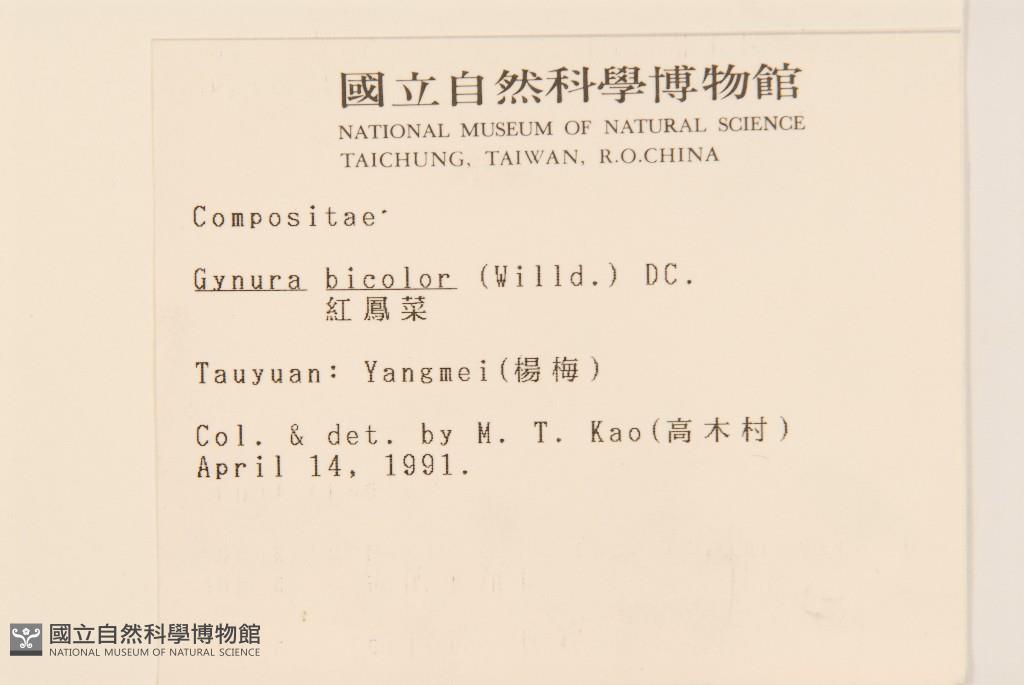 國立自然科學博物館
NATIONAL MUSEUM OF NATURAL SCIENCE
TAICHUNG, TAIWAN, R.O.CHINA
Compositae
Gynura bicolor (Willd.) DC.
紅鳳菜
Tauyuan: Yangmei(楊梅)
Col. & det. by M. T. Kao(高木村)
April 14, 1991.
國立自然科學博物館
NATIONAL MUSEUM OF NATURAL SCIENCE